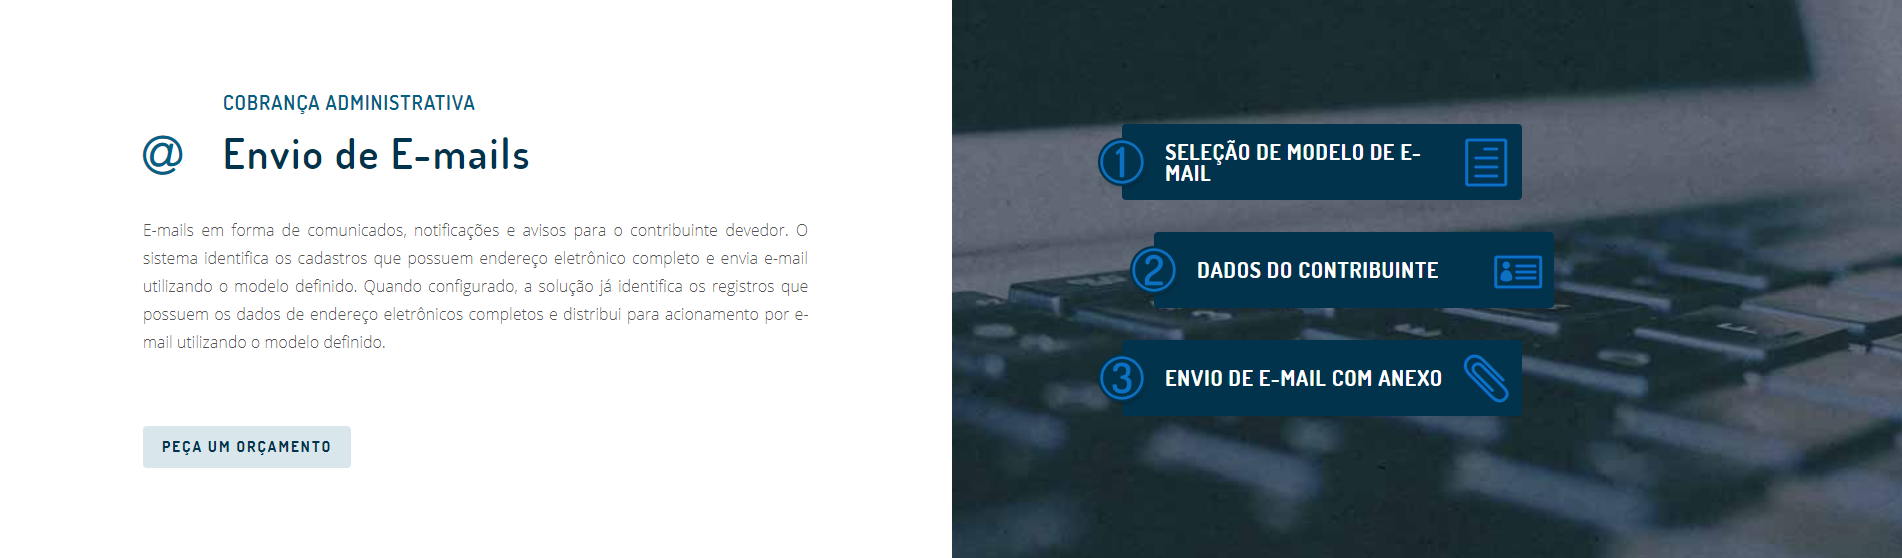 COBRANÇA ADMINISTRATIVA
@ Envio de E-mails
E-mails em forma de comunicados, notificações e avisos para o contribuinte devedor. O
sistema identifica os cadastros que possuem endereço eletrônico completo e envia e-mail
utilizando o modelo definido. Quando configurado, a solução já identifica os registros que
possuem os dados de endereço eletrônicos completos e distribui para acionamento por e-
mail utilizando o modelo definido.
PEÇA UM ORÇAMENTO
1 SELEÇÃO DE MODELO DE E-
MAIL
2 DADOS DO CONTRIBUINTE
3 ENVIO DE E-MAIL COM ANEXO